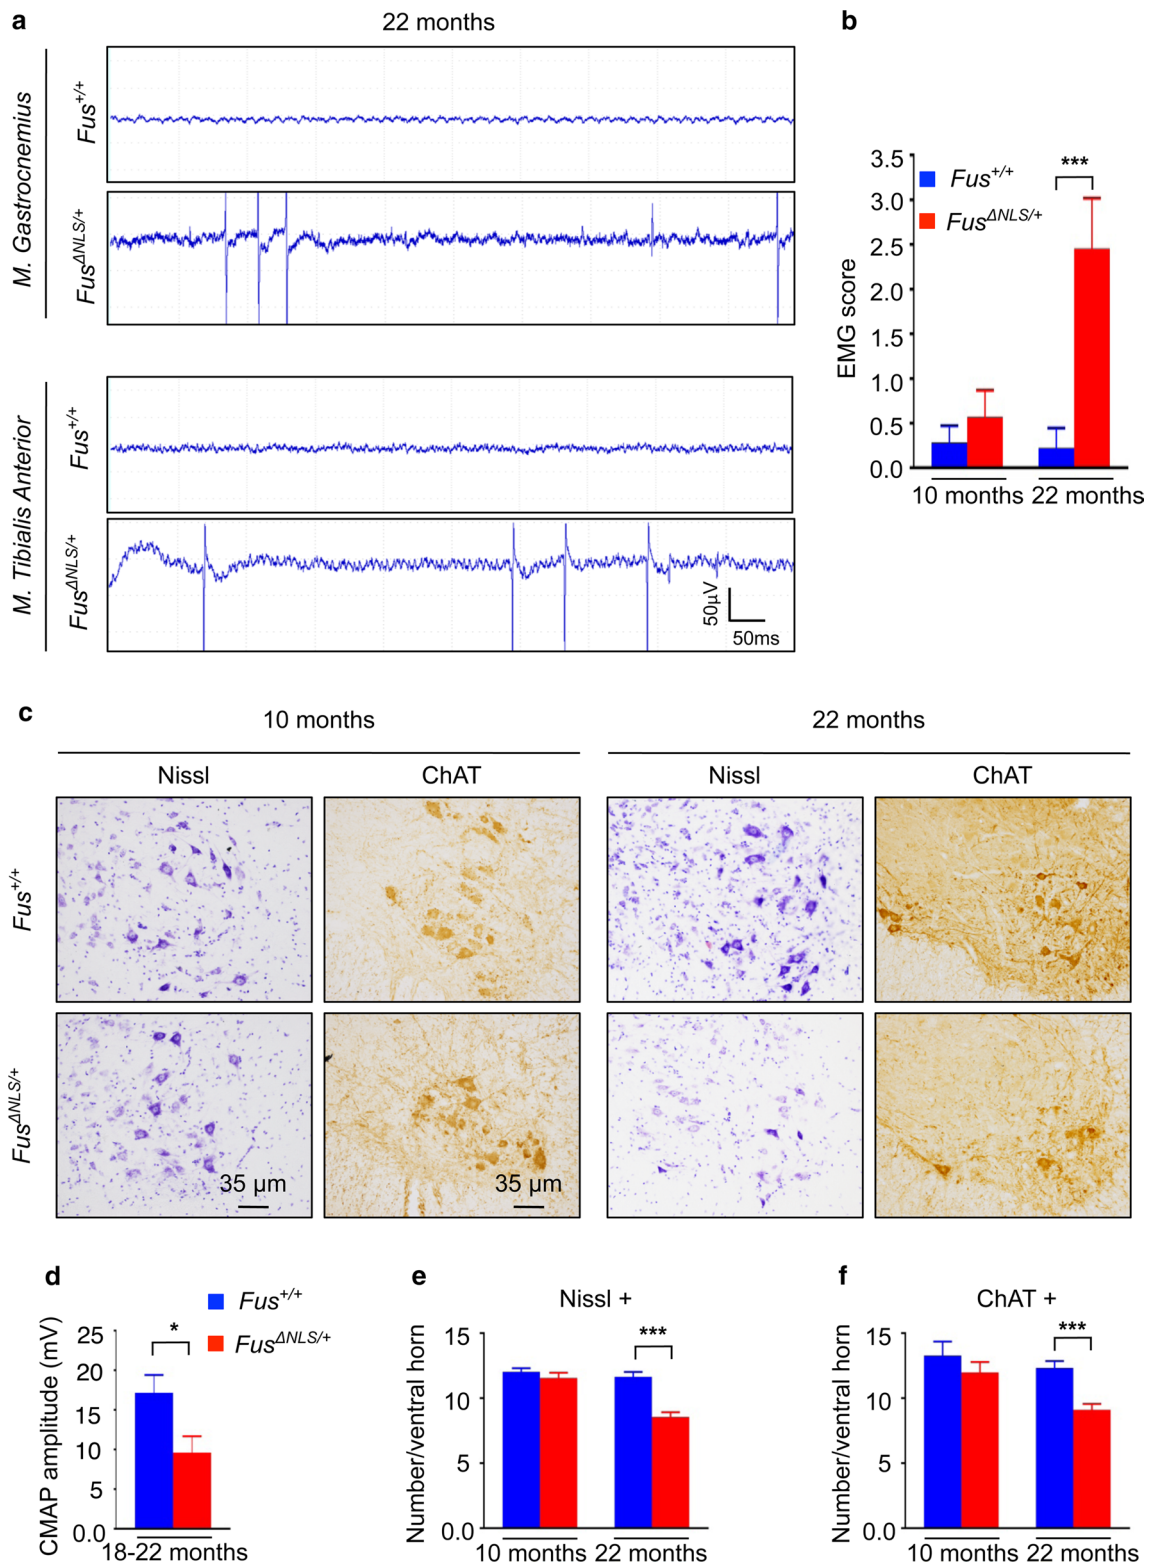 a
22 months
M. Gastrocnemius
Fus+/+
FusΔNLS/+
M. Tibialis Anterior
Fus+/+
FusΔNLS/+
50µV
50ms
b
EMG score
3.5
3.0
2.5
2.0
1.5
1.0
0.5
0.0
Fus+/+
FusΔNLS/+
***
10 months
22 months
c
10 months
22 months
Nissl
ChAT
Nissl
ChAT
Fus+/+
FusΔNLS/+
35 µm
35 µm
d
Fus+/+
FusΔNLS/+
CMAP amplitude (mV)
25
20
15
10
5
0.0
*
18-22 months
e
Nissl +
Number/ventral horn
15
10
5
0.0
***
10 months
22 months
f
ChAT +
Number/ventral horn
15
10
5
0.0
***
10 months
22 months